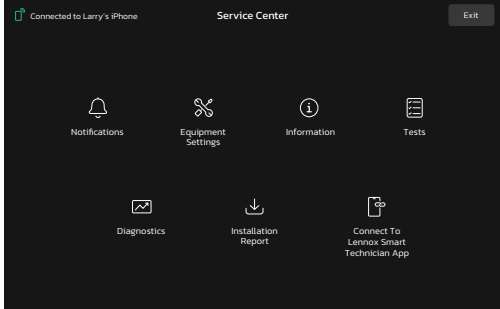 Connected to Larry's iPhone
Service Center
Exit
Notifications
Equipment
Settings
Information
Tests
Diagnostics
Installation
Report
Connect To
Lennox Smart
Technician App